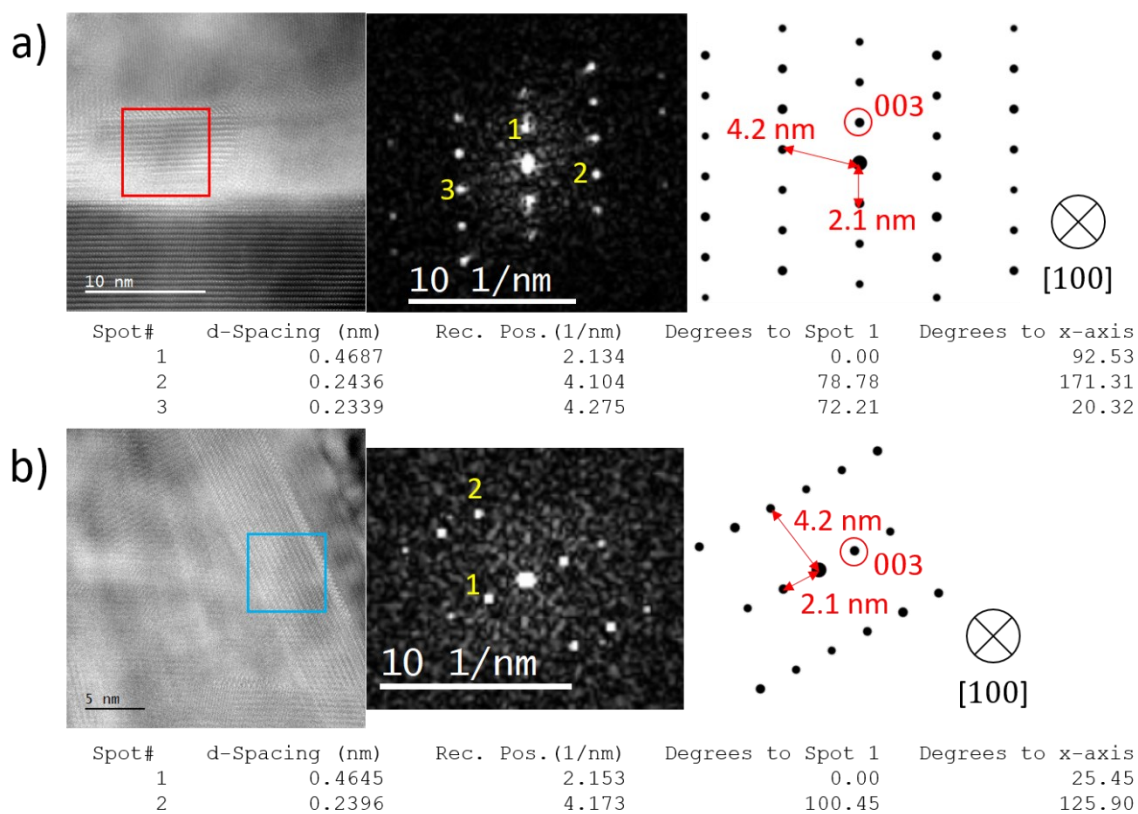 a)
10 nm
1
2
3
10 1/nm
003
4.2 nm
2.1 nm
[100]
Spot# d-Spacing (nm) Rec. Pos.(1/nm) Degrees to Spot 1 Degrees to x-axis
1 0.4687 2.134 0.00 92.53
2 0.2436 4.104 78.78 171.31
3 0.2339 4.275 72.21 20.32
b)
5 nm
2
1
10 1/nm
4.2 nm
003
2.1 nm
[100]
Spot# d-Spacing (nm) Rec. Pos.(1/nm) Degrees to Spot 1 Degrees to x-axis
1 0.4645 2.153 0.00 25.45
2 0.2396 4.173 100.45 125.90